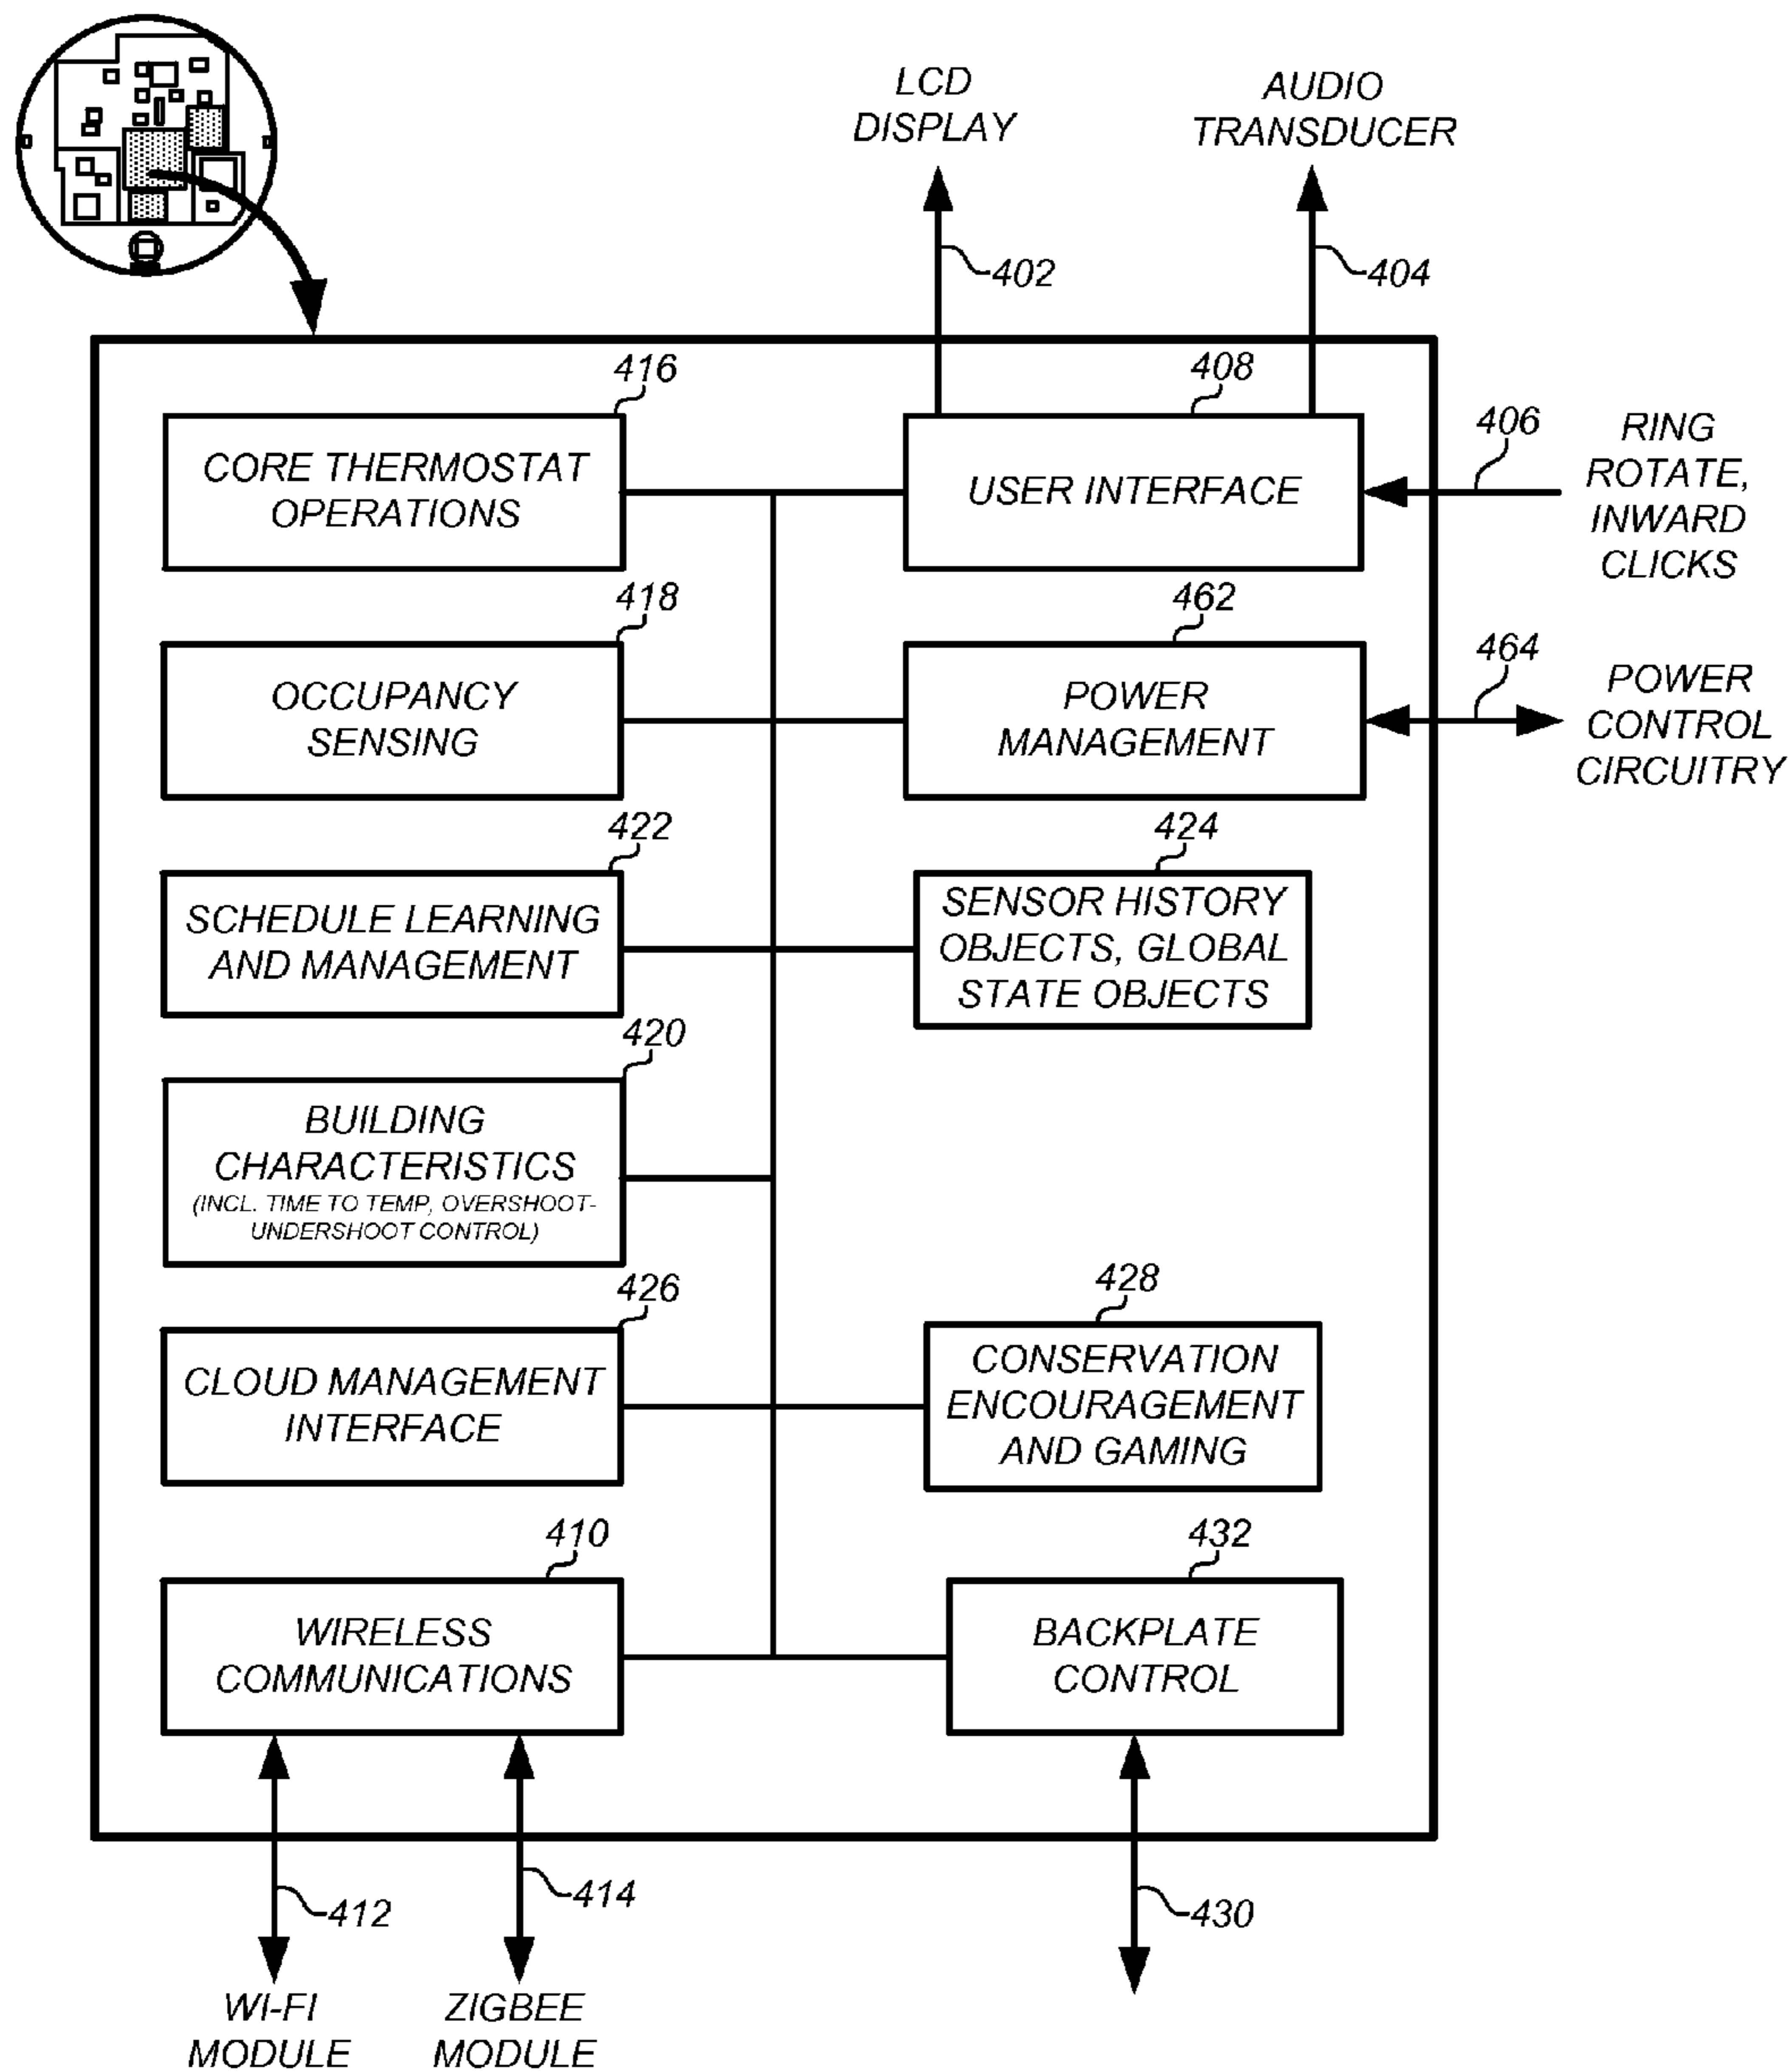 LCD
DISPLAY
AUDIO
TRANSDUCER
402
404
416
CORE THERMOSTAT
OPERATIONS
408
USER INTERFACE
406
RING
ROTATE,
INWARD
CLICKS
418
OCCUPANCY
SENSING
462
POWER
MANAGEMENT
464
POWER
CONTROL
CIRCUITRY
422
SCHEDULE LEARNING
AND MANAGEMENT
424
SENSOR HISTORY
OBJECTS, GLOBAL
STATE OBJECTS
420
BUILDING
CHARACTERISTICS
(INCL. TIME TO TEMP, OVERSHOOT-
UNDERSHOOT CONTROL)
426
CLOUD MANAGEMENT
INTERFACE
428
CONSERVATION
ENCOURAGEMENT
AND GAMING
410
WIRELESS
COMMUNICATIONS
432
BACKPLATE
CONTROL
412
414
430
WI-FI
MODULE
ZIGBEE
MODULE